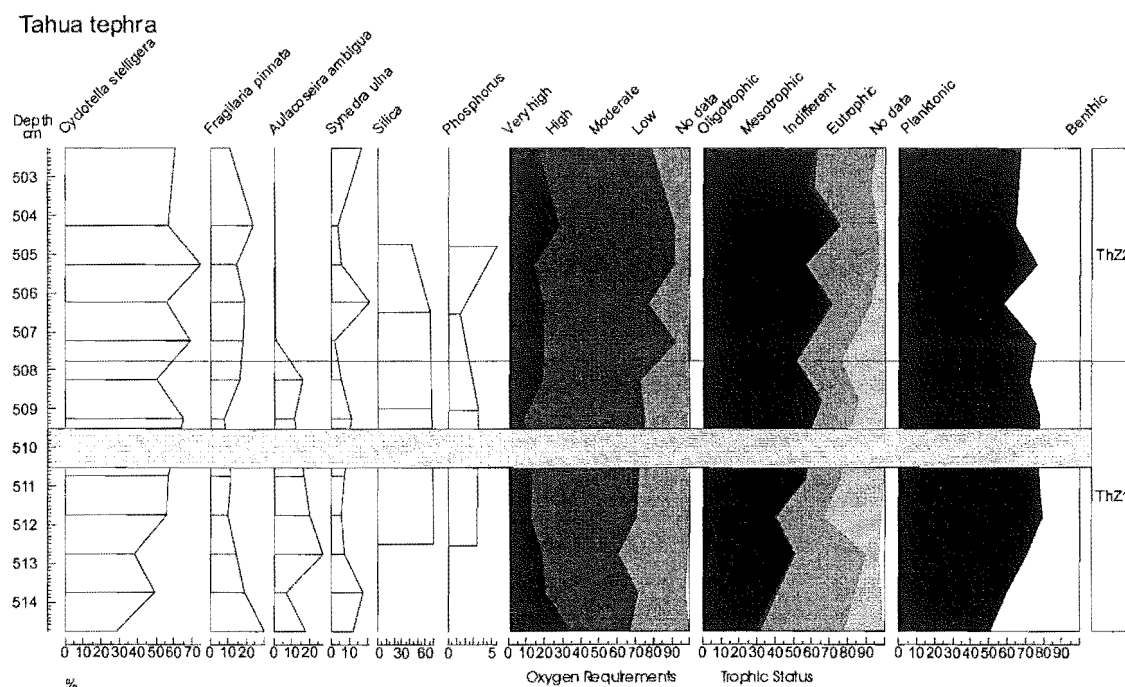 Tahua tephra
Depth cm
Cyclotella stelligera
Fragilaria pinnata
Aulacoseira ambigua
Synedra ulna
Silica
Phosphorus
Very high
High
Moderate
Low
No data
Oligotrophic
Mesotrophic
Indifferent
Eutrophic
No data
Planktonic
Benthic
503
504
505
506
507
508
509
510
511
512
513
514
ThZ2
ThZ1
0 10 20 30 40 50 60 70
0 10 20
0 10 20
0 10
0 30 60
0 5
0 10 20 30 40 50 60 70 80 90
0 10 20 30 40 50 60 70 80 90
0 10 20 30 40 50 60 70 80 90
%
Oxygen Requirements
Trophic Status